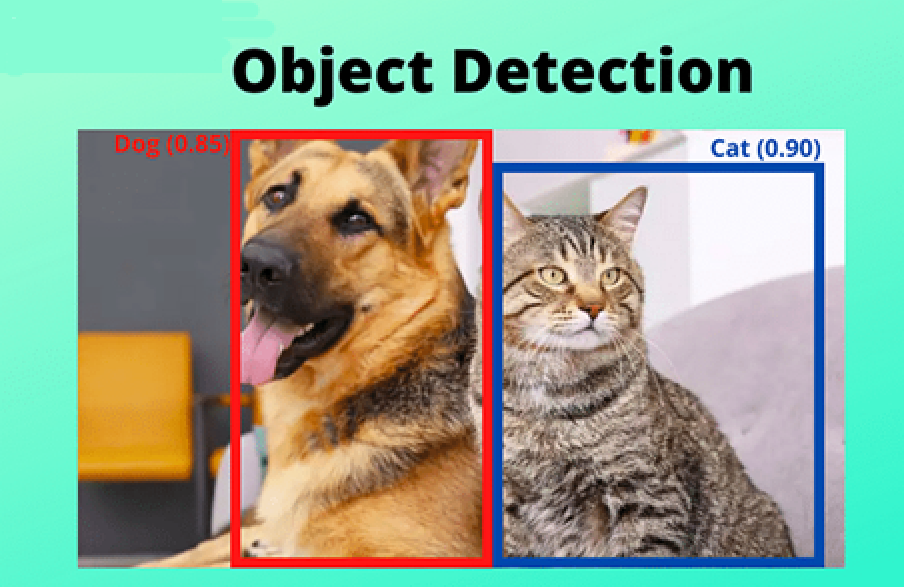 Object Detection
Dog (0.85)
Cat (0.90)